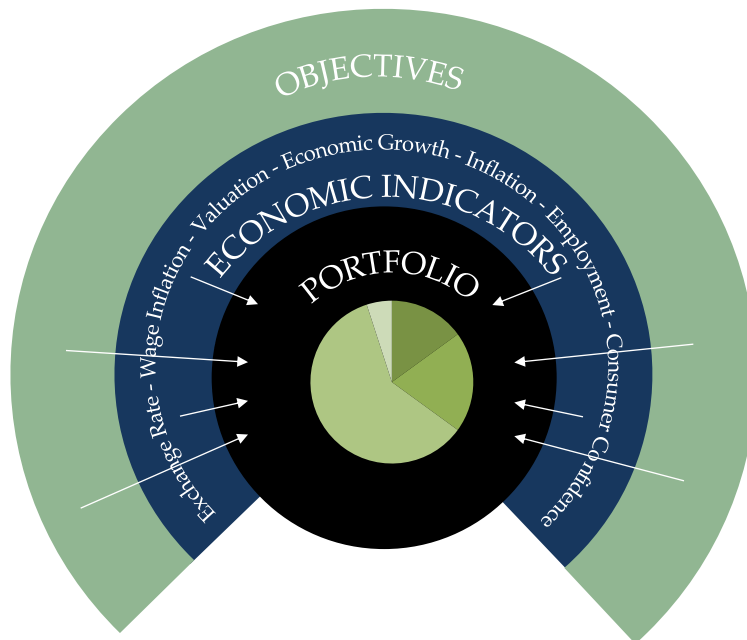 OBJECTIVES
Exchange Rate - Wage Inflation - Valuation - Economic Growth - Inflation - Employment - Consumer Confidence
ECONOMIC INDICATORS
PORTFOLIO